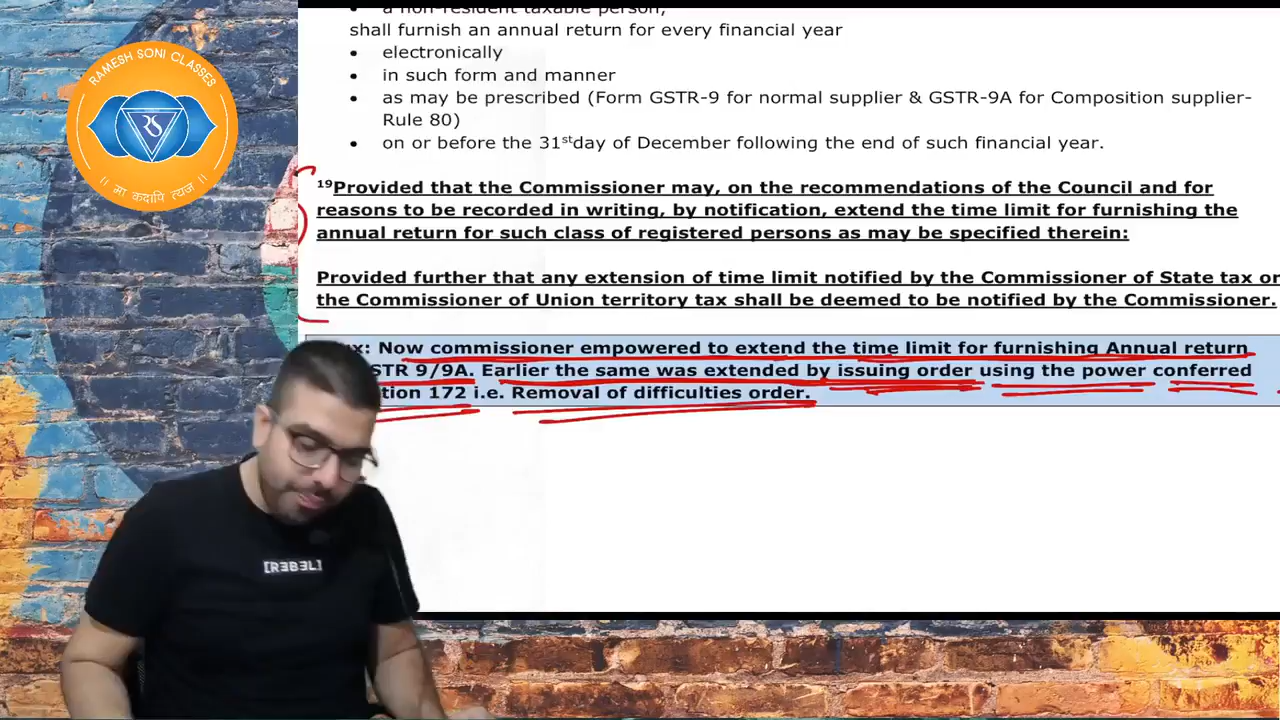 a non-resident taxable person,
shall furnish an annual return for every financial year
• electronically
• in such form and manner
• as may be prescribed (Form GSTR-9 for normal supplier & GSTR-9A for Composition supplier-
Rule 80)
• on or before the 31stday of December following the end of such financial year.
19Provided that the Commissioner may, on the recommendations of the Council and for
reasons to be recorded in writing, by notification, extend the time limit for furnishing the
annual return for such class of registered persons as may be specified therein:
Provided further that any extension of time limit notified by the Commissioner of State tax or
the Commissioner of Union territory tax shall be deemed to be notified by the Commissioner.
Now commissioner empowered to extend the time limit for furnishing Annual return
9/9A. Earlier the same was extended by issuing order using the power conferred
172 i.e. Removal of difficulties order.
RAMESH SONI CLASSES
RS
॥ मा कदापि त्यज ॥
[REBEL]